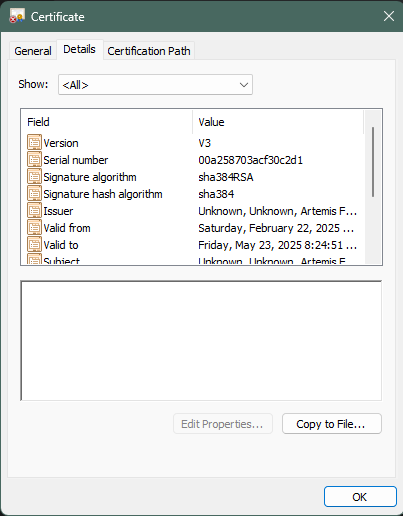 Certificate
General Details Certification Path
Show: <All>
Field Value
Version V3
Serial number 00a258703acf30c2d1
Signature algorithm sha384RSA
Signature hash algorithm sha384
Issuer Unknown, Unknown, Artemis F...
Valid from Saturday, February 22, 2025 ...
Valid to Friday, May 23, 2025 8:24:51 ...
Subject Unknown, Unknown, Artemis F...
Edit Properties... Copy to File...
OK